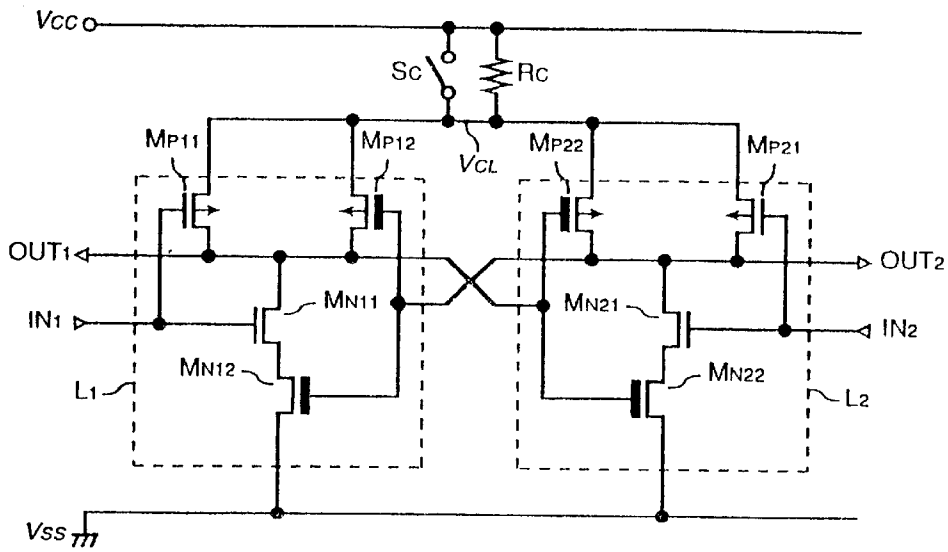 VCC
SC
RC
MP11
MP12
VCL
MP22
MP21
OUT1
OUT2
MN11
MN21
IN1
IN2
MN12
MN22
L1
L2
VSS